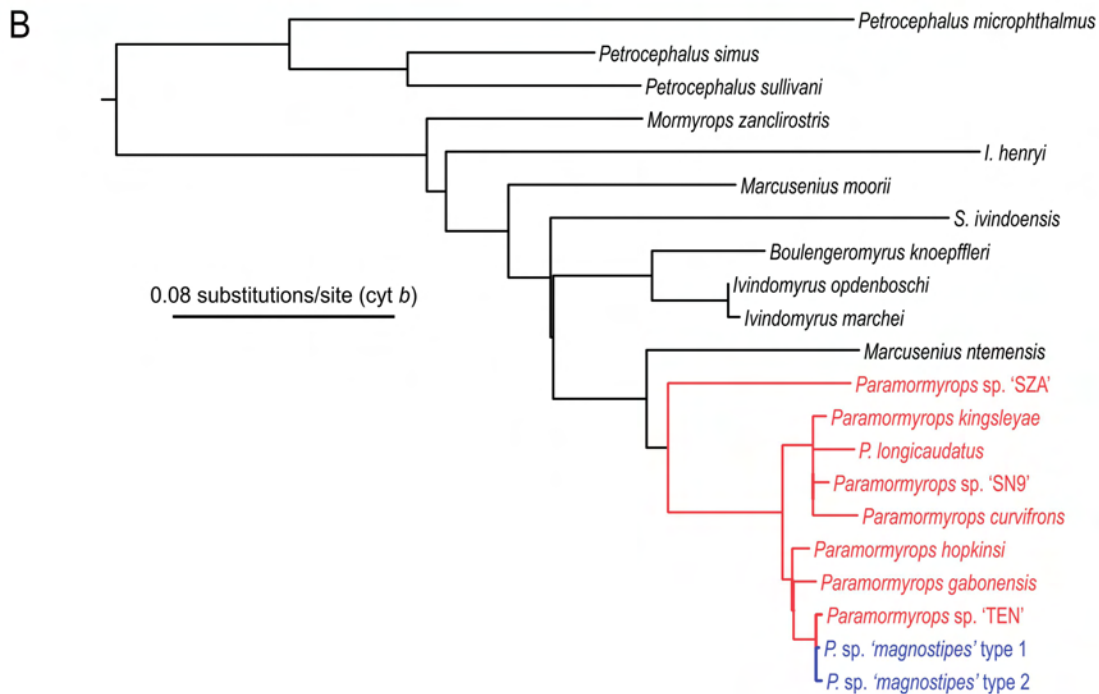 B
Petrocephalus microphthalmus
Petrocephalus simus
Petrocephalus sullivani
Mormyrops zanclirostris
I. henryi
Marcusenius moorii
S. ivindoensis
Boulengeromyrus knoepffleri
0.08 substitutions/site (cyt b)
Ivindomyrus opdenboschi
Ivindomyrus marchei
Marcusenius ntemensis
Paramormyrops sp. 'SZA'
Paramormyrops kingsleyae
P. longicaudatus
Paramormyrops sp. 'SN9'
Paramormyrops curvifrons
Paramormyrops hopkinsi
Paramormyrops gabonensis
Paramormyrops sp. 'TEN'
P. sp. 'magnostipes' type 1
P. sp. 'magnostipes' type 2